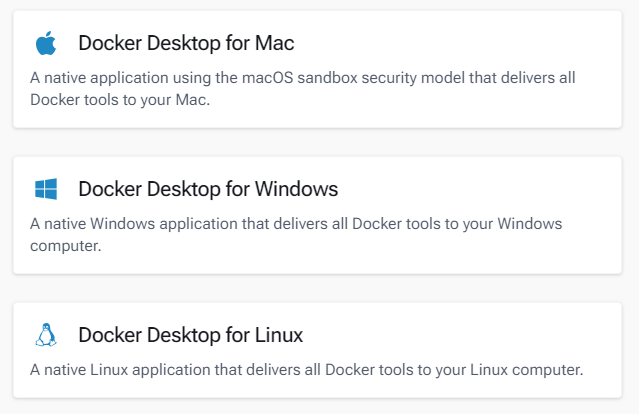 Docker Desktop for Mac
A native application using the macOS sandbox security model that delivers all
Docker tools to your Mac.
Docker Desktop for Windows
A native Windows application that delivers all Docker tools to your Windows
computer.
Docker Desktop for Linux
A native Linux application that delivers all Docker tools to your Linux computer.